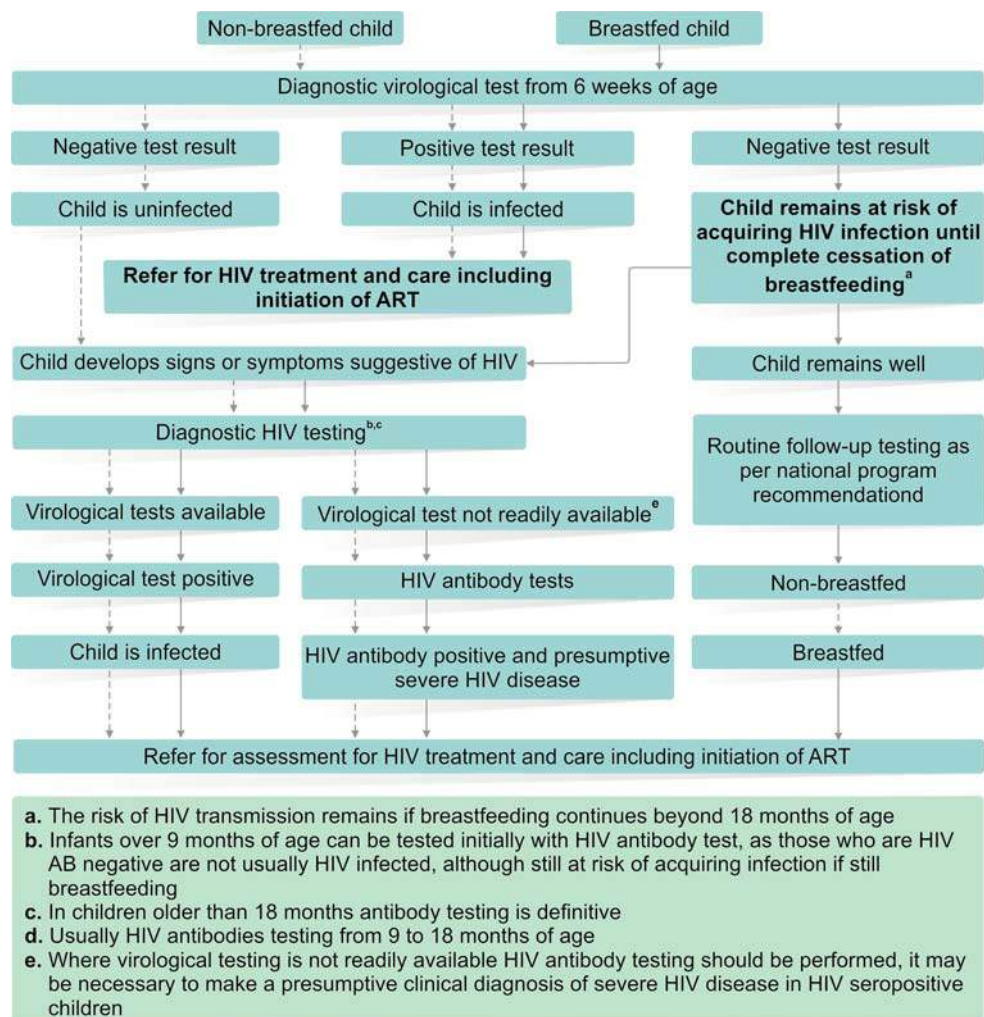 Non-breastfed child
Breastfed child
Diagnostic virological test from 6 weeks of age
Negative test result
Positive test result
Negative test result
Child is uninfected
Child is infected
Child remains at risk of
acquiring HIV infection until
complete cessation of
breastfeeding^a
Refer for HIV treatment and care including
initiation of ART
Child develops signs or symptoms suggestive of HIV
Child remains well
Diagnostic HIV testing^b,c
Routine follow-up testing as
per national program
recommendationd
Virological tests available
Virological test not readily available^e
Virological test positive
HIV antibody tests
Non-breastfed
Child is infected
HIV antibody positive and presumptive
severe HIV disease
Breastfed
Refer for assessment for HIV treatment and care including initiation of ART
a. The risk of HIV transmission remains if breastfeeding continues beyond 18 months of age
b. Infants over 9 months of age can be tested initially with HIV antibody test, as those who are HIV
AB negative are not usually HIV infected, although still at risk of acquiring infection if still
breastfeeding
c. In children older than 18 months antibody testing is definitive
d. Usually HIV antibodies testing from 9 to 18 months of age
e. Where virological testing is not readily available HIV antibody testing should be performed, it may
be necessary to make a presumptive clinical diagnosis of severe HIV disease in HIV seropositive
children